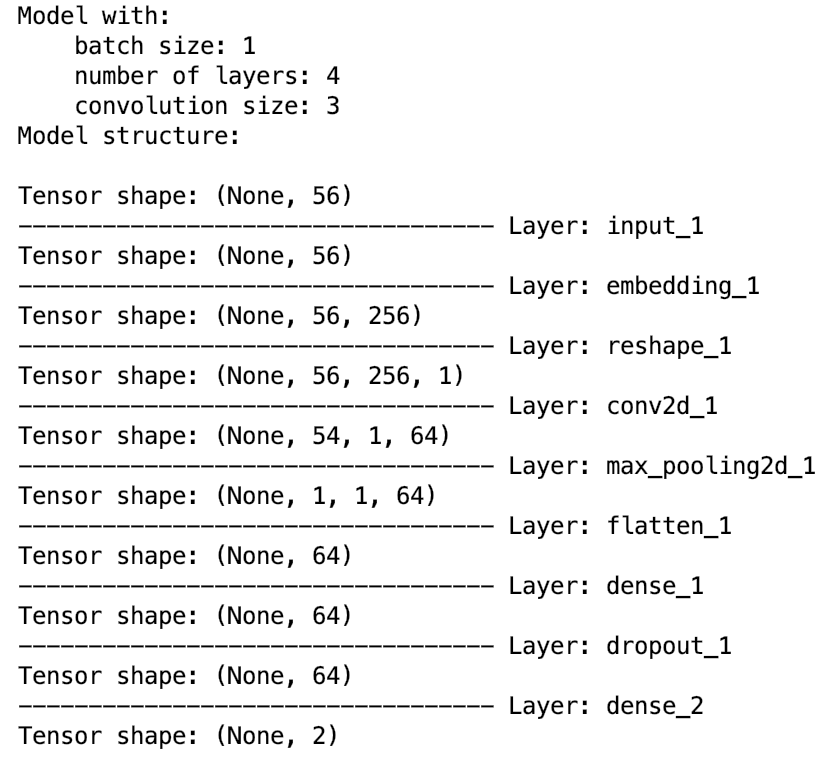 Model with:
    batch size: 1
    number of layers: 4
    convolution size: 3
Model structure:

Tensor shape: (None, 56)
---------------------------------- Layer: input_1
Tensor shape: (None, 56)
---------------------------------- Layer: embedding_1
Tensor shape: (None, 56, 256)
---------------------------------- Layer: reshape_1
Tensor shape: (None, 56, 256, 1)
---------------------------------- Layer: conv2d_1
Tensor shape: (None, 54, 1, 64)
---------------------------------- Layer: max_pooling2d_1
Tensor shape: (None, 1, 1, 64)
---------------------------------- Layer: flatten_1
Tensor shape: (None, 64)
---------------------------------- Layer: dense_1
Tensor shape: (None, 64)
---------------------------------- Layer: dropout_1
Tensor shape: (None, 64)
---------------------------------- Layer: dense_2
Tensor shape: (None, 2)